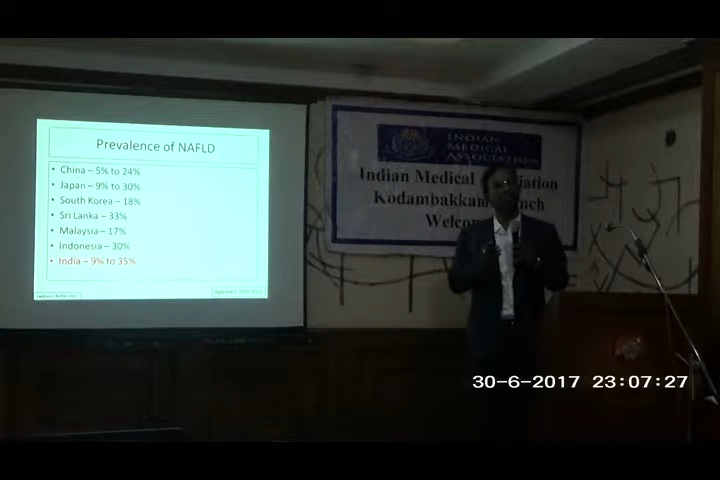 Prevalence of NAFLD
• China – 5% to 24%
• Japan – 9% to 30%
• South Korea – 18%
• Sri Lanka – 33%
• Malaysia – 17%
• Indonesia – 30%
• India – 9% to 35%
INDIAN
MEDICAL
ASSOCIATION
Indian Medical
Kodambakkam
30-6-2017 23:07:27